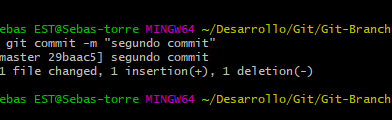 ebas EST@Sebas-torre MINGW64 ~/Desarrollo/Git/Git-Branch
git commit -m "segundo commit"
master 29baac5] segundo commit
1 file changed, 1 insertion(+), 1 deletion(-)
ebas EST@Sebas-torre MINGW64 ~/Desarrollo/Git/Git-Branch